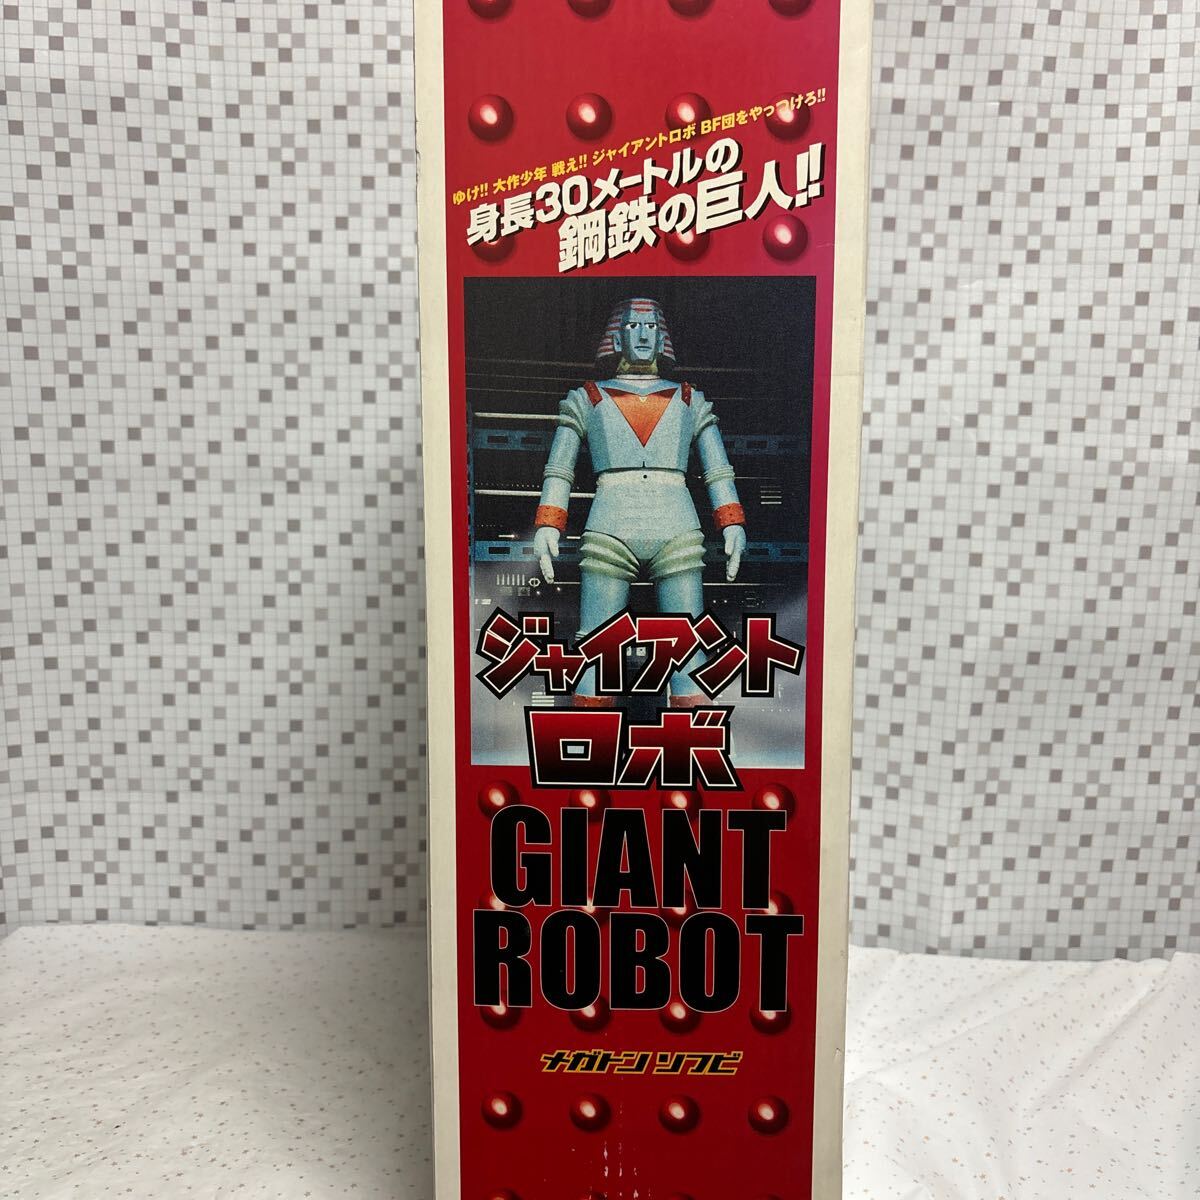 ゆけ!! 大作少年 戦え!! ジャイアントロボ BF団をやっつけろ!!
身長30メートルの
鋼鉄の巨人!!
ジャイアント
ロボ
GIANT
ROBOT
メガトン ソフビ